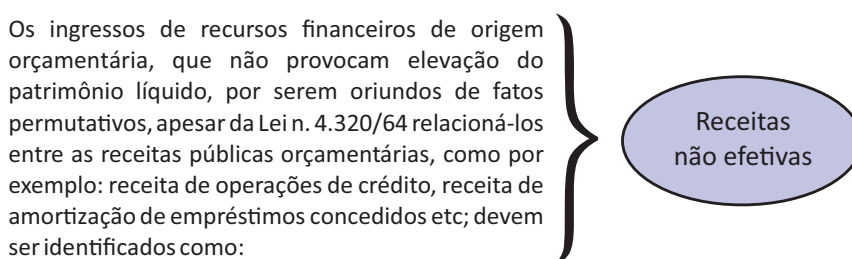 Os ingressos de recursos financeiros de origem
orçamentária, que não provocam elevação do
patrimônio líquido, por serem oriundos de fatos
permutativos, apesar da Lei n. 4.320/64 relacioná-los
entre as receitas públicas orçamentárias, como por
exemplo: receita de operações de crédito, receita de
amortização de empréstimos concedidos etc; devem
ser identificados como:
Receitas
não efetivas